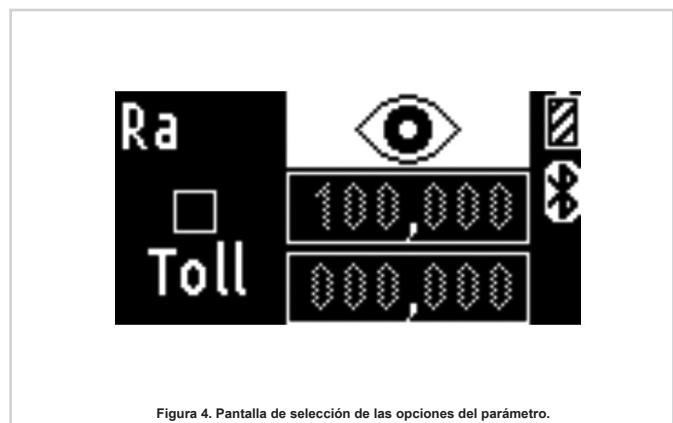 Ra
100,000
Toll
000,000
Figura 4. Pantalla de selección de las opciones del parámetro.